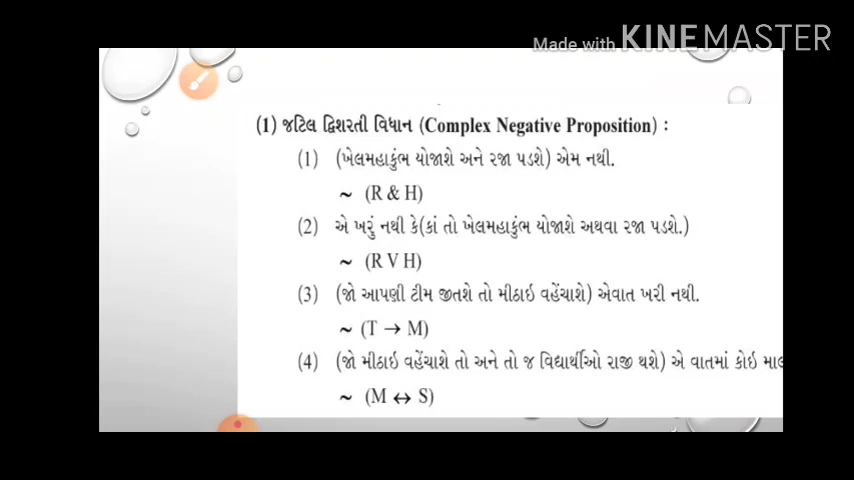 Made with KINEMASTER
(1) જટિલ દ્વિશરતી વિધાન (Complex Negative Proposition) :
(1) (ખેલમહાકુંભ યોજાશે અને રજા પડશે) એમ નથી.
~ (R & H)
(2) એ ખરું નથી કે(કાં તો ખેલમહાકુંભ યોજાશે અથવા રજા પડશે.)
~ (R V H)
(3) (જો આપણી ટીમ જીતશે તો મીઠાઇ વહેંચાશે) એવાત ખરી નથી.
~ (T → M)
(4) (જો મીઠાઇ વહેંચાશે તો અને તો જ વિદ્યાર્થીઓ રાજી થશે) એ વાતમાં કોઇ
~ (M ↔ S)